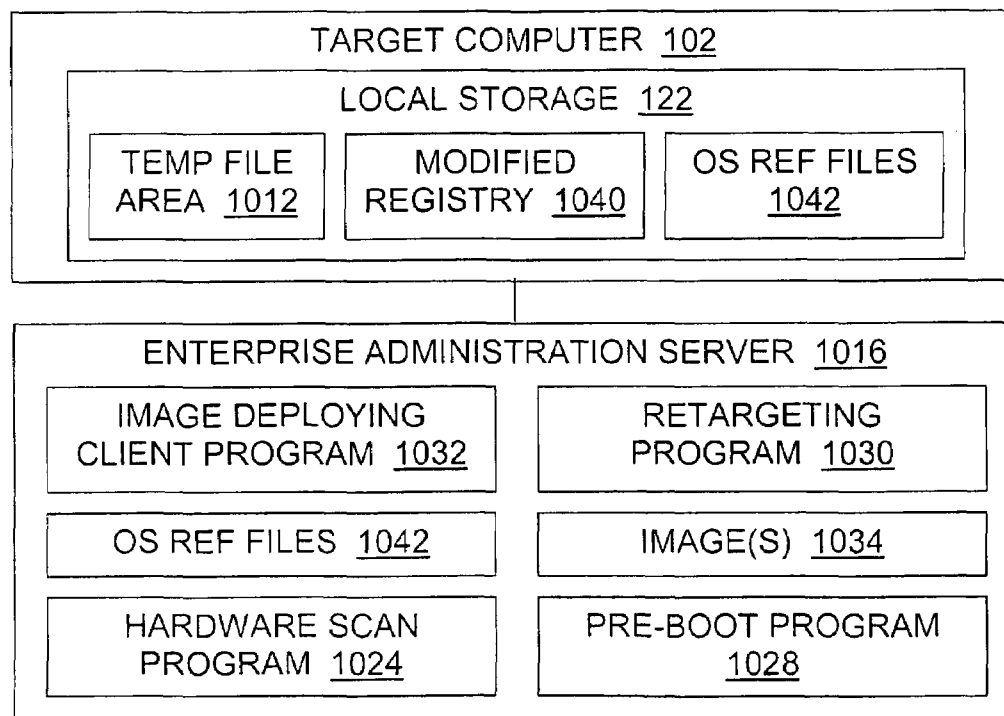 TARGET COMPUTER 102
LOCAL STORAGE 122
TEMP FILE
AREA 1012
MODIFIED
REGISTRY 1040
OS REF FILES
1042
ENTERPRISE ADMINISTRATION SERVER 1016
IMAGE DEPLOYING
CLIENT PROGRAM 1032
RETARGETING
PROGRAM 1030
OS REF FILES 1042
IMAGE(S) 1034
HARDWARE SCAN
PROGRAM 1024
PRE-BOOT PROGRAM
1028